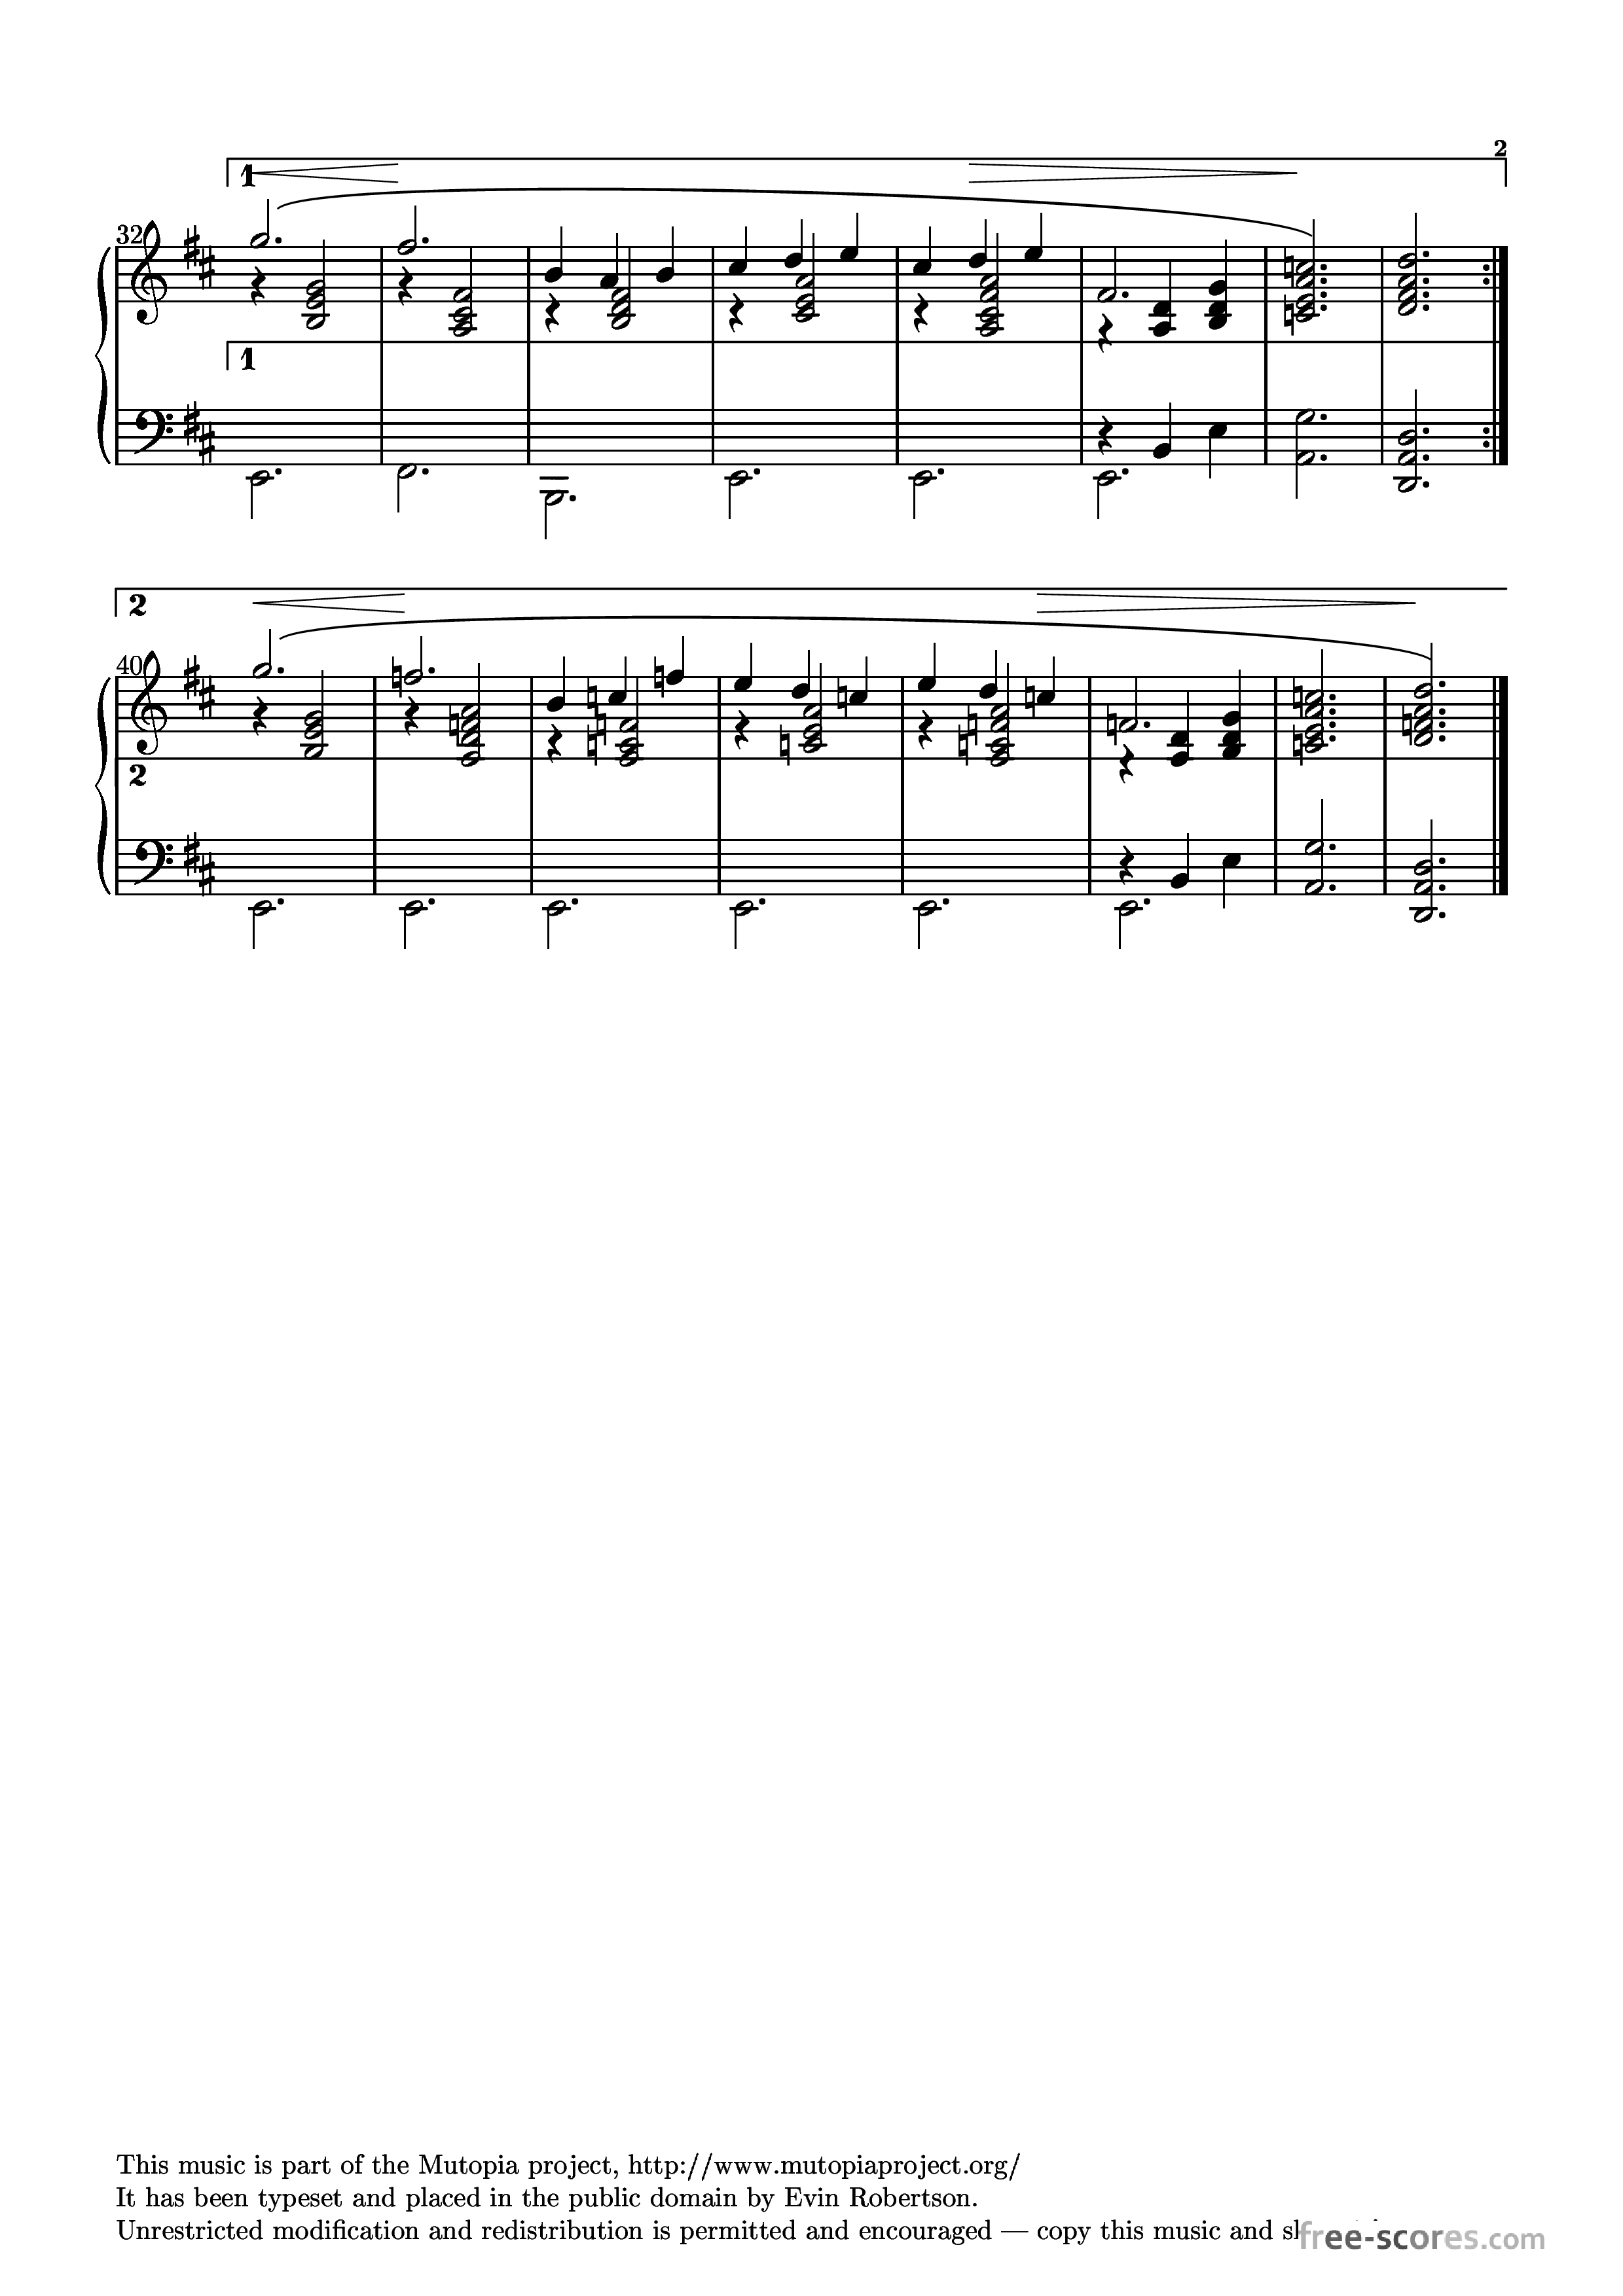 2
1
32
1
2
40
2
This music is part of the Mutopia project, http://www.mutopiaproject.org/
It has been typeset and placed in the public domain by Evin Robertson.
Unrestricted modification and redistribution is permitted and encouraged — copy this music and
free-scores.com